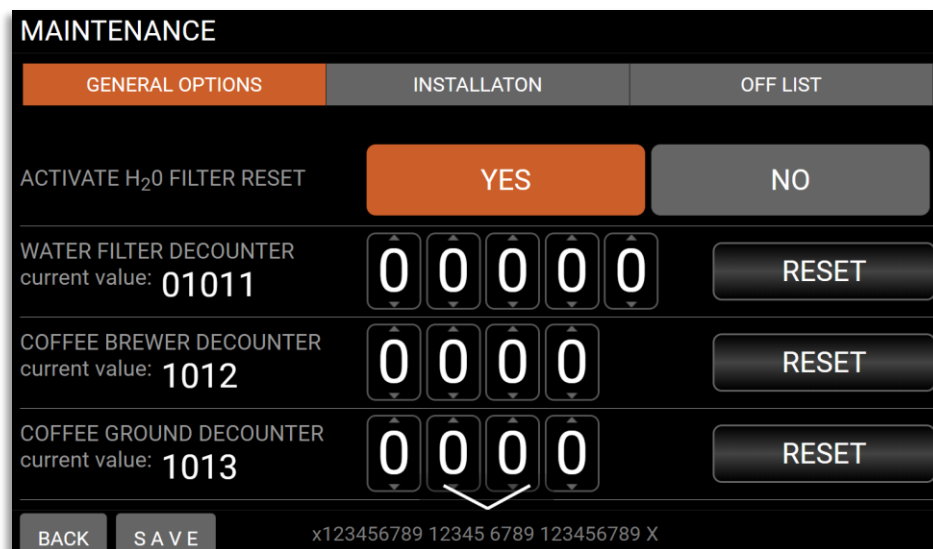 MAINTENANCE
GENERAL OPTIONS INSTALLATON OFF LIST
ACTIVATE H₂0 FILTER RESET YES NO
WATER FILTER DECOUNTER
current value: 01011 0 0 0 0 0 RESET
COFFEE BREWER DECOUNTER
current value: 1012 0 0 0 0 RESET
COFFEE GROUND DECOUNTER
current value: 1013 0 0 0 0 RESET
BACK S A V E x123456789 12345 6789 123456789 X